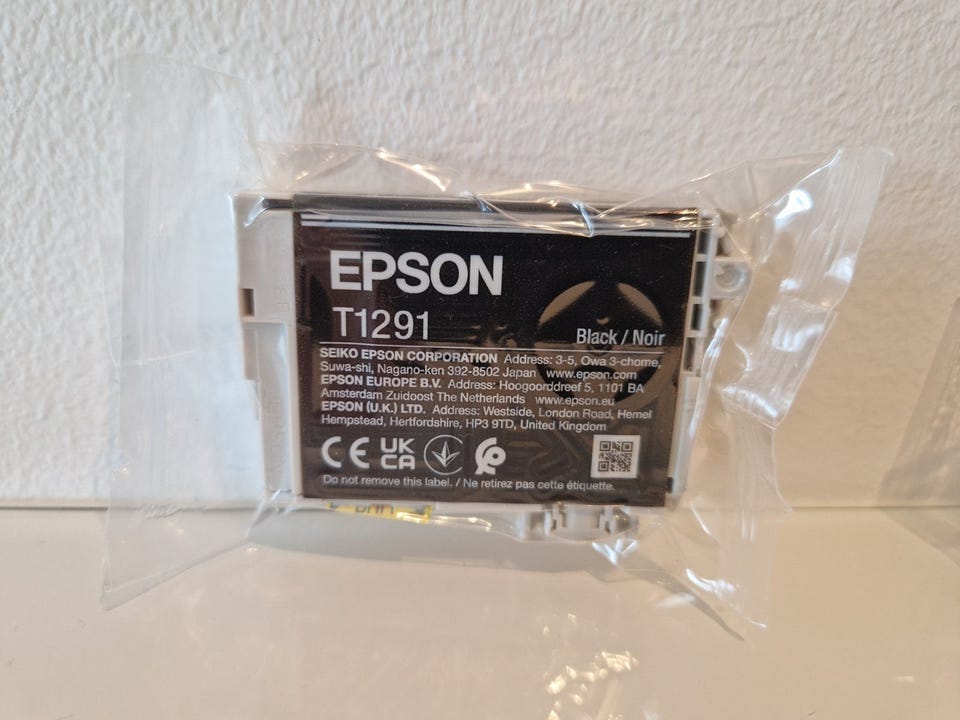 EPSON
T1291
Black / Noir
SEIKO EPSON CORPORATION Address: 3-5, Owa 3-chome,
Suwa-shi, Nagano-ken 392-8502 Japan www.epson.com
EPSON EUROPE B.V. Address: Hoogoorddreef 5, 1101 BA
Amsterdam Zuidoost The Netherlands www.epson.eu
EPSON (U.K.) LTD. Address: Westside, London Road, Hemel
Hempstead, Hertfordshire, HP3 9TD, United Kingdom
CE UK
CA
Do not remove this label. / Ne retirez pas cette étiquette.